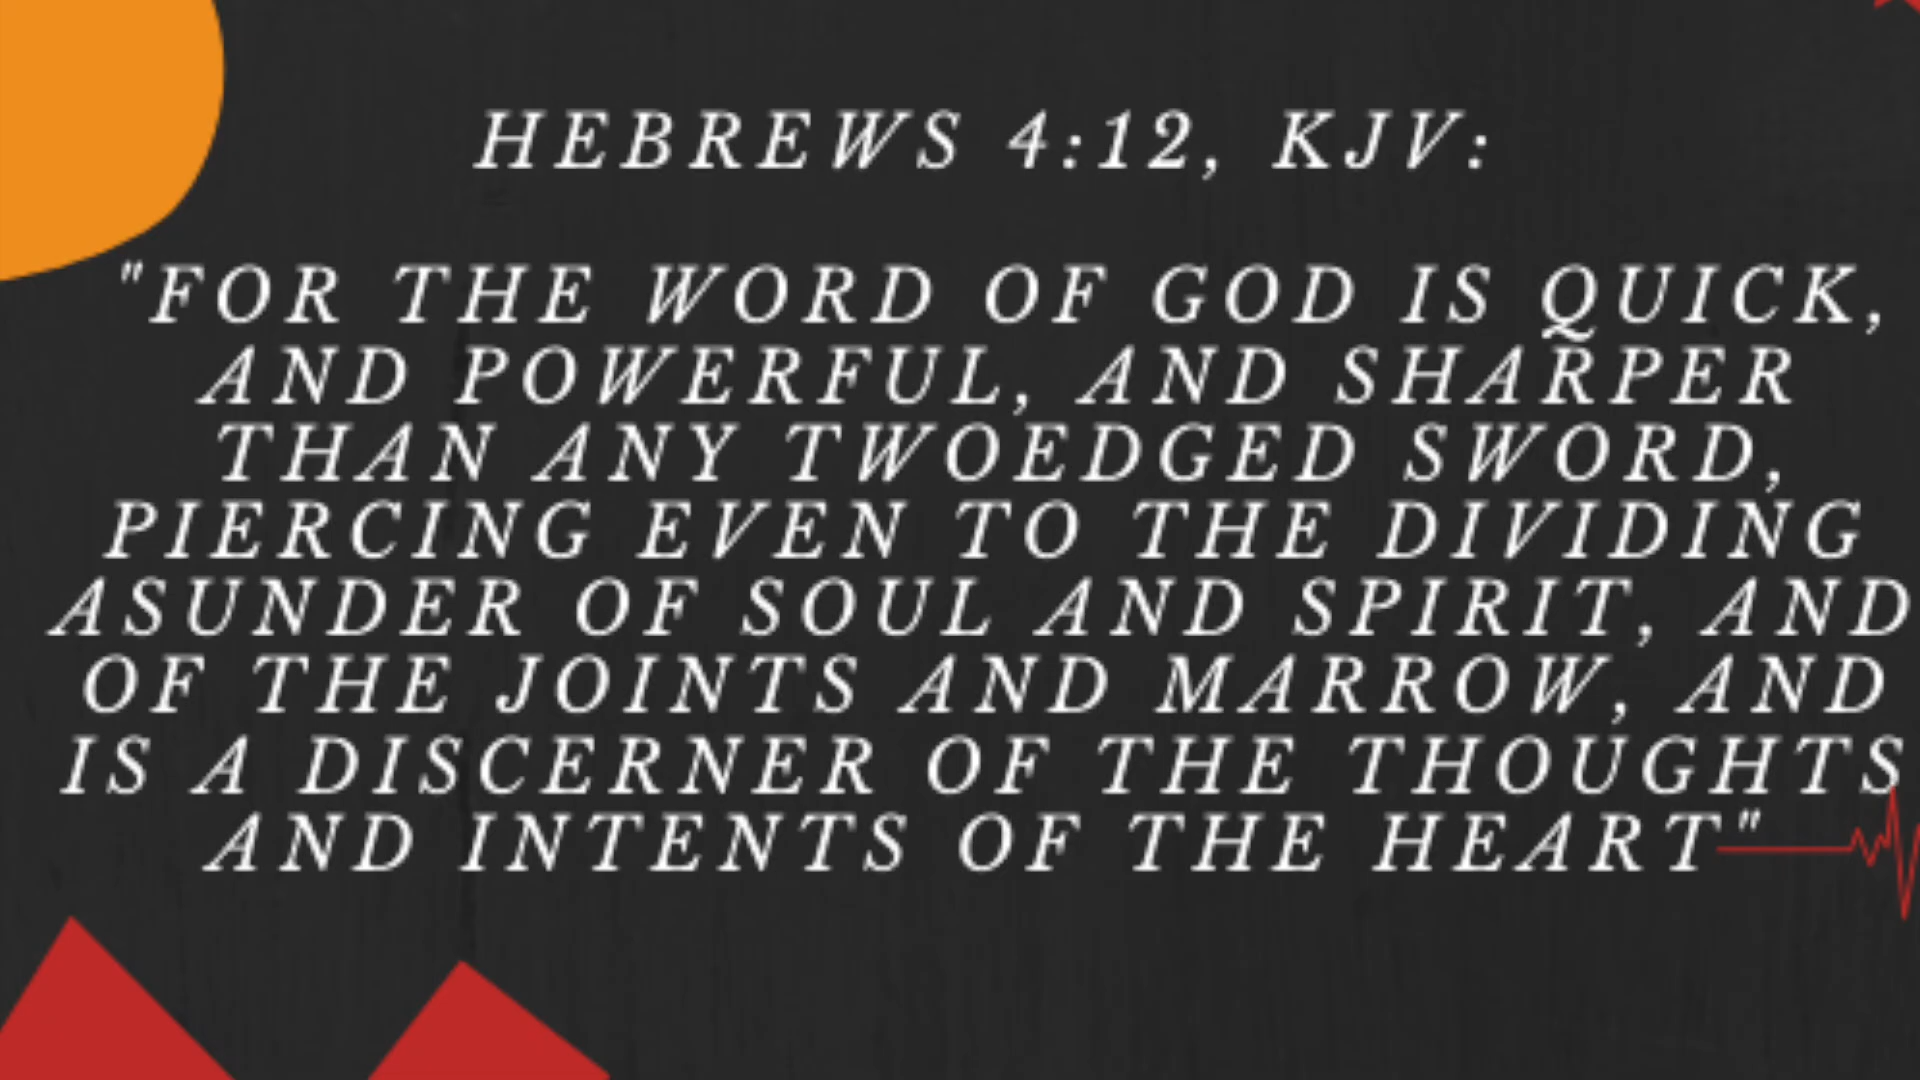 HEBREWS 4:12, KJV:
"FOR THE WORD OF GOD IS QUICK,
AND POWERFUL, AND SHARPER
THAN ANY TWOEDGED SWORD,
PIERCING EVEN TO THE DIVIDING
ASUNDER OF SOUL AND SPIRIT, AND
OF THE JOINTS AND MARROW, AND
IS A DISCERNER OF THE THOUGHTS
AND INTENTS OF THE HEART"